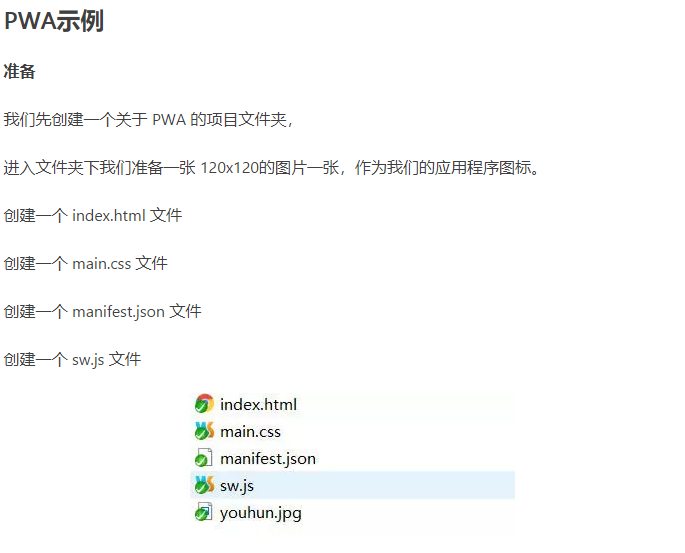 PWA示例
准备
我们先创建一个关于 PWA 的项目文件夹，
进入文件夹下我们准备一张 120x120的图片一张，作为我们的应用程序图标。
创建一个 index.html 文件
创建一个 main.css 文件
创建一个 manifest.json 文件
创建一个 sw.js 文件
index.html
main.css
manifest.json
sw.js
youhun.jpg